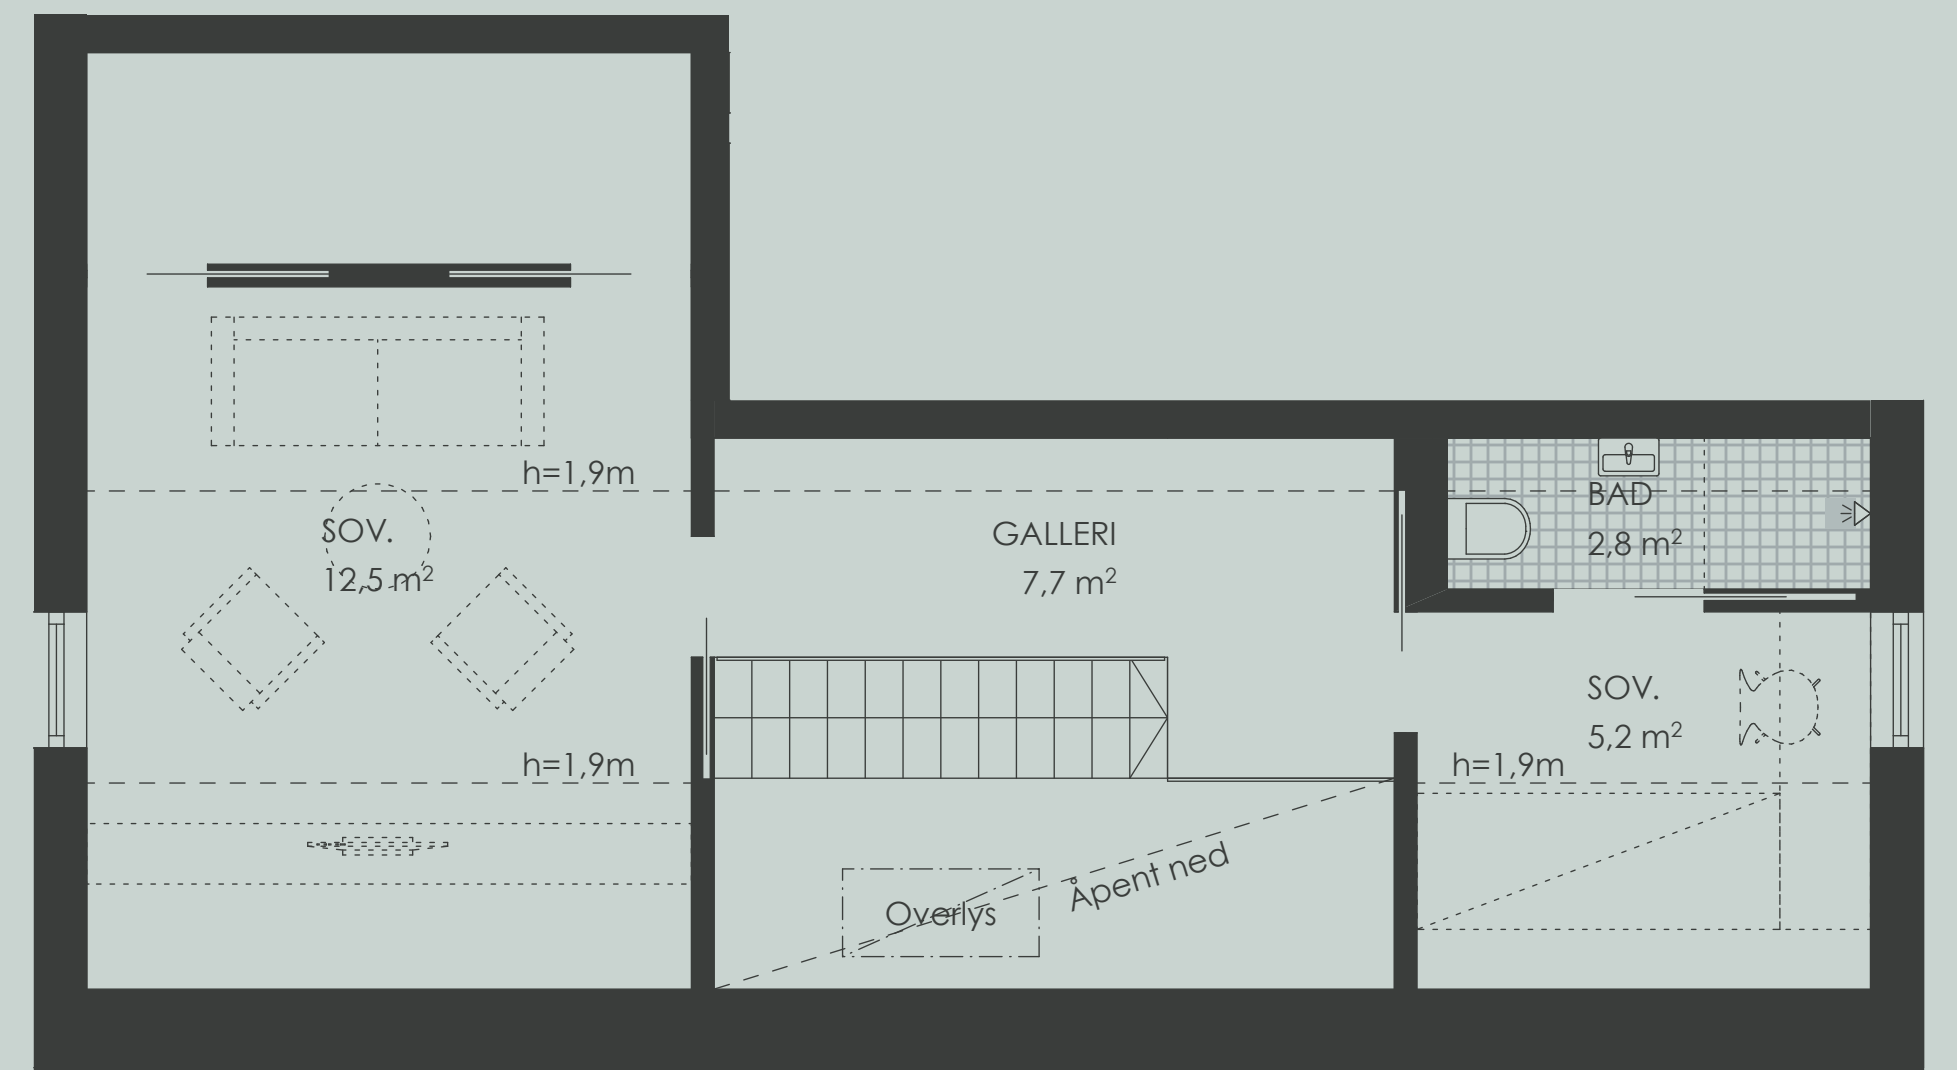 h=1,9m
SOV.
12,5 m²
h=1,9m
GALLERI
7,7 m²
Overlys
Åpent ned
BAD
2,8 m²
SOV.
5,2 m²
h=1,9m